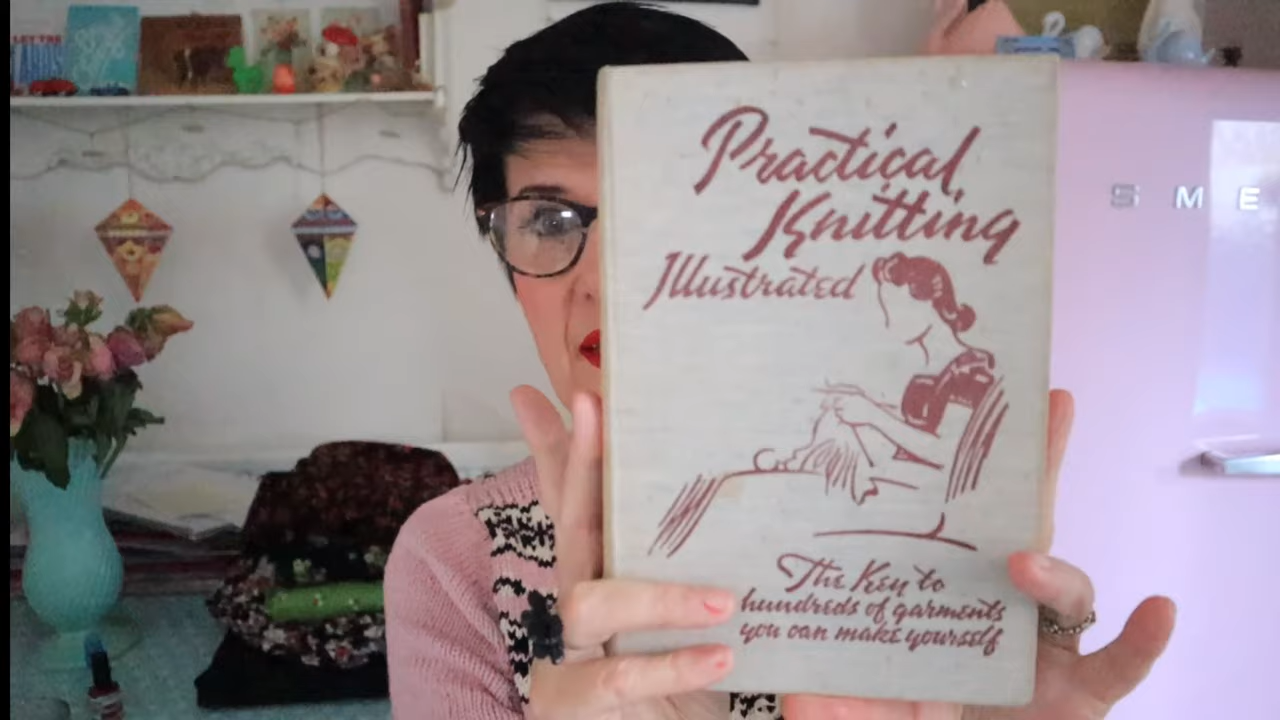 Practical
Knitting
Illustrated
The Key to
hundreds of garments
you can make yourself
SME